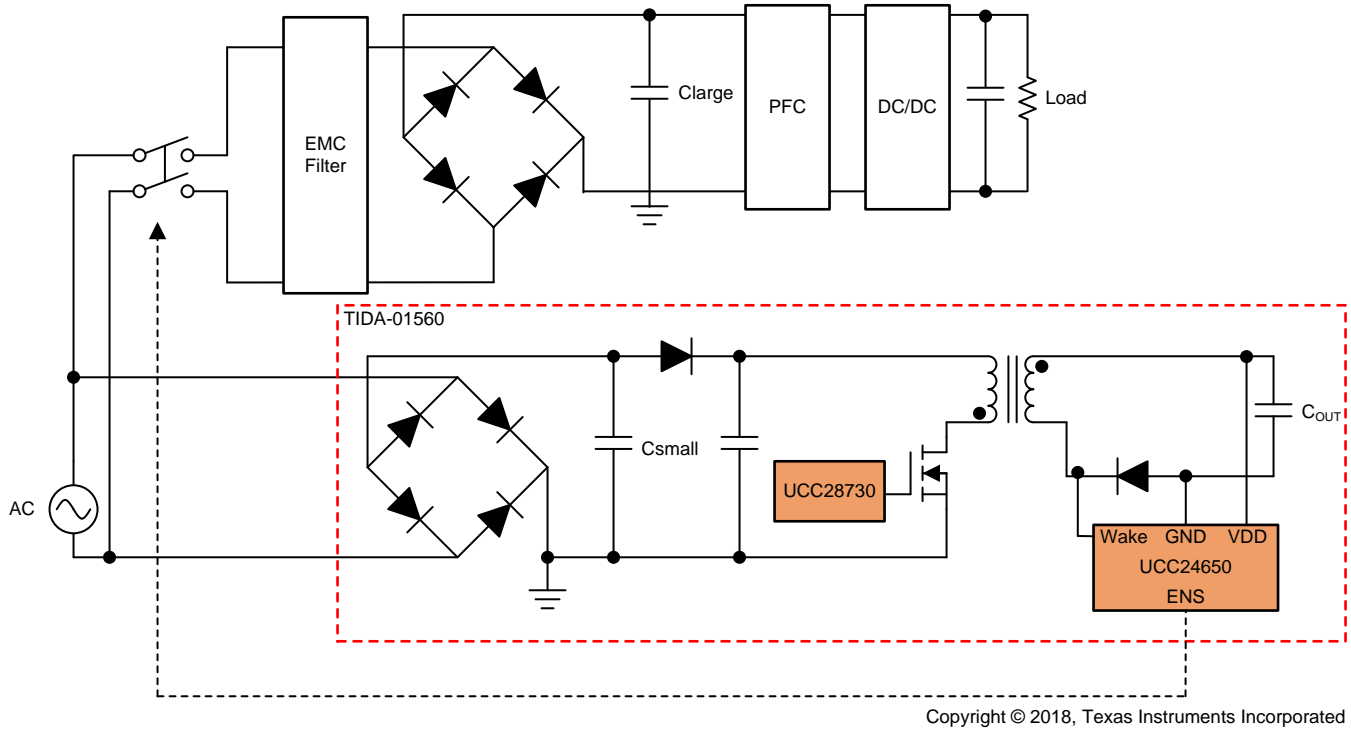 EMC
Filter
Clarge
PFC
DC/DC
Load
TIDA-01560
AC
Csmall
UCC28730
COUT
Wake GND VDD
UCC24650
ENS
Copyright © 2018, Texas Instruments Incorporated